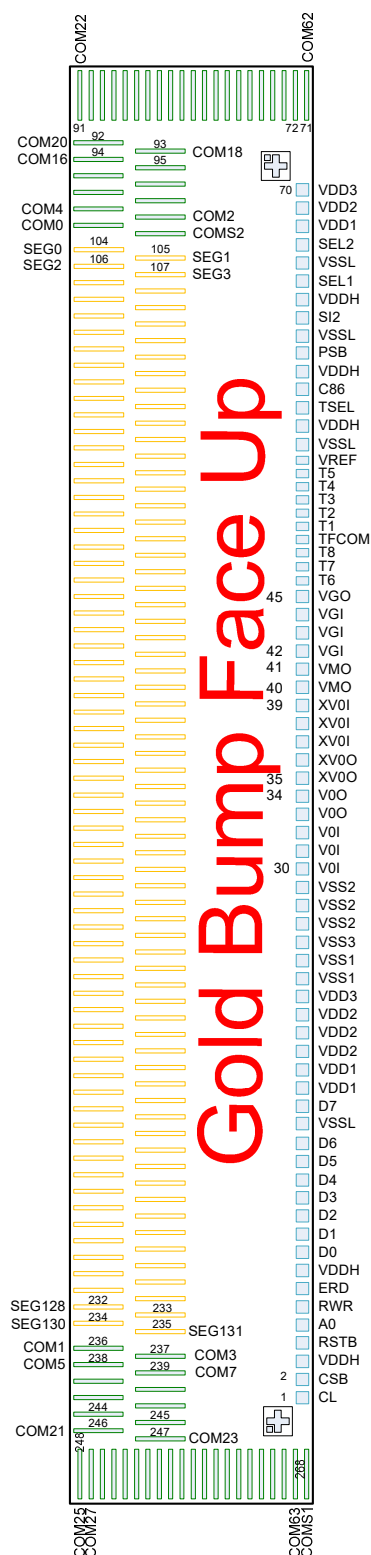 COM22
COM62
91
72
71
COM20
92
93
COM18
COM16
94
95
COM4
COM2
COM0
COMS2
SEG0
104
105
SEG1
SEG2
106
107
SEG3
70
VDD3
VDD2
VDD1
SEL2
VSSL
SEL1
VDDH
SI2
VSSL
PSB
VDDH
C86
TSEL
VDDH
VSSL
VREF
T5
T4
T3
T2
T1
TFCOM
T8
T7
T6
45
VGO
VGI
VGI
42
VGI
41
VMO
40
VMO
39
XV0I
XV0I
XV0I
XV0O
35
XV0O
34
V0O
V0O
V0I
V0I
30
V0I
VSS2
VSS2
VSS2
VSS3
VSS1
VSS1
VDD3
VDD2
VDD2
VDD2
VDD1
VDD1
D7
VSSL
D6
D5
D4
D3
D2
D1
D0
VDDH
ERD
RWR
A0
RSTB
VDDH
2
CSB
1
CL
Gold Bump Face Up
SEG128
232
233
SEG130
234
235
SEG131
COM1
236
237
COM3
COM5
238
239
COM7
244
245
COM21
246
247
COM23
248
268
COM25
COM27
COM63
COMS1